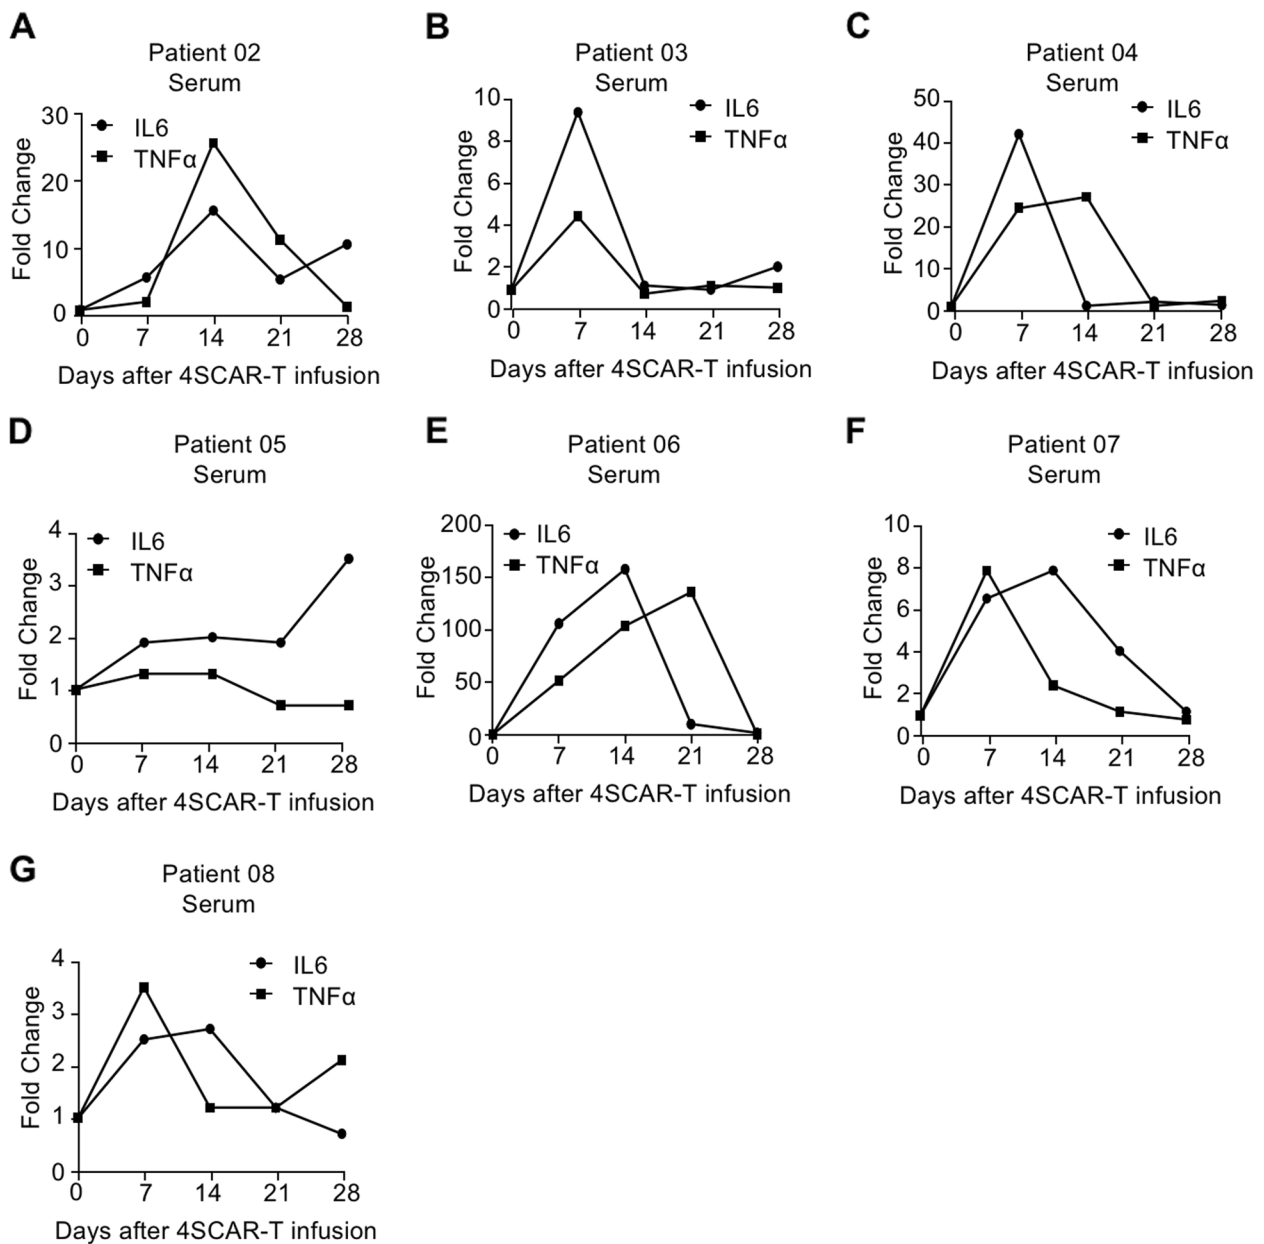 A
Patient 02
Serum
30
20
10
0
Fold Change
IL6
TNFα
0 7 14 21 28
Days after 4SCAR-T infusion
B
Patient 03
Serum
10
8
6
4
2
0
Fold Change
IL6
TNFα
0 7 14 21 28
Days after 4SCAR-T infusion
C
Patient 04
Serum
50
40
30
20
10
0
Fold Change
IL6
TNFα
0 7 14 21 28
Days after 4SCAR-T infusion
D
Patient 05
Serum
4
3
2
1
0
Fold Change
IL6
TNFα
0 7 14 21 28
Days after 4SCAR-T infusion
E
Patient 06
Serum
200
150
100
50
0
Fold Change
IL6
TNFα
0 7 14 21 28
Days after 4SCAR-T infusion
F
Patient 07
Serum
10
8
6
4
2
0
Fold Change
IL6
TNFα
0 7 14 21 28
Days after 4SCAR-T infusion
G
Patient 08
Serum
4
3
2
1
0
Fold Change
IL6
TNFα
0 7 14 21 28
Days after 4SCAR-T infusion